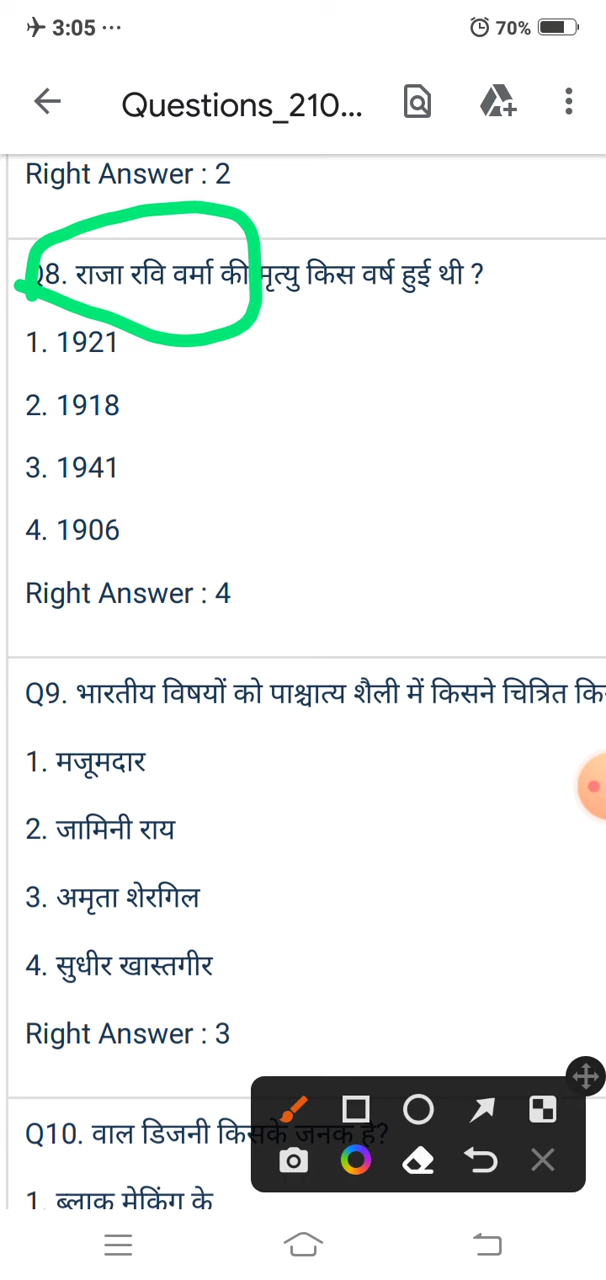 3:05 ...
70%
Questions_210...
Right Answer : 2
Q8. राजा रवि वर्मा की मृत्यु किस वर्ष हुई थी ?
1. 1921
2. 1918
3. 1941
4. 1906
Right Answer : 4
Q9. भारतीय विषयों को पाश्चात्य शैली में किसने चित्रित कि
1. मजूमदार
2. जामिनी राय
3. अमृता शेरगिल
4. सुधीर खास्तगीर
Right Answer : 3
Q10. वाल डिजनी किसके जनक है?
1. ब्लाक मेकिंग के